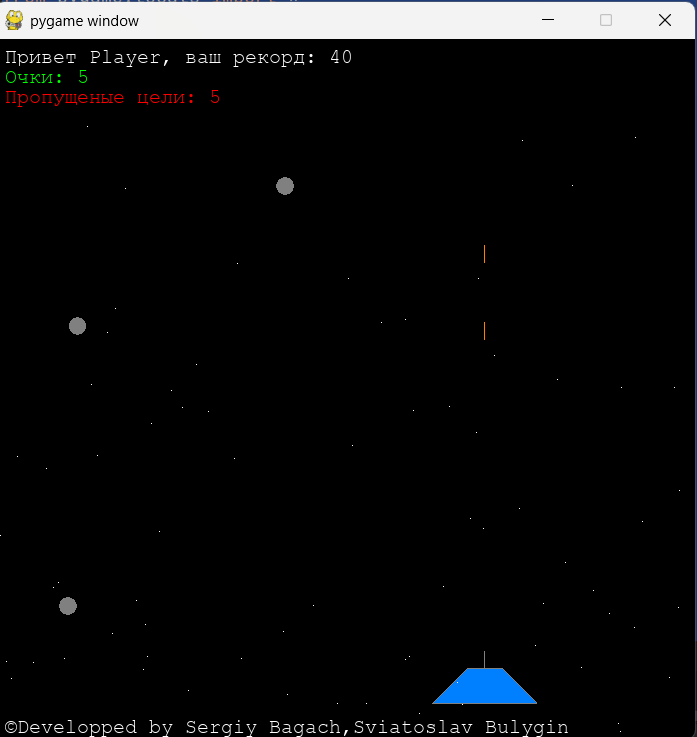 pygame window
Привет Player, ваш рекорд: 40
Очки: 5
Пропущеные цели: 5
©Developped by Sergiy Bagach,Sviatoslav Bulygin